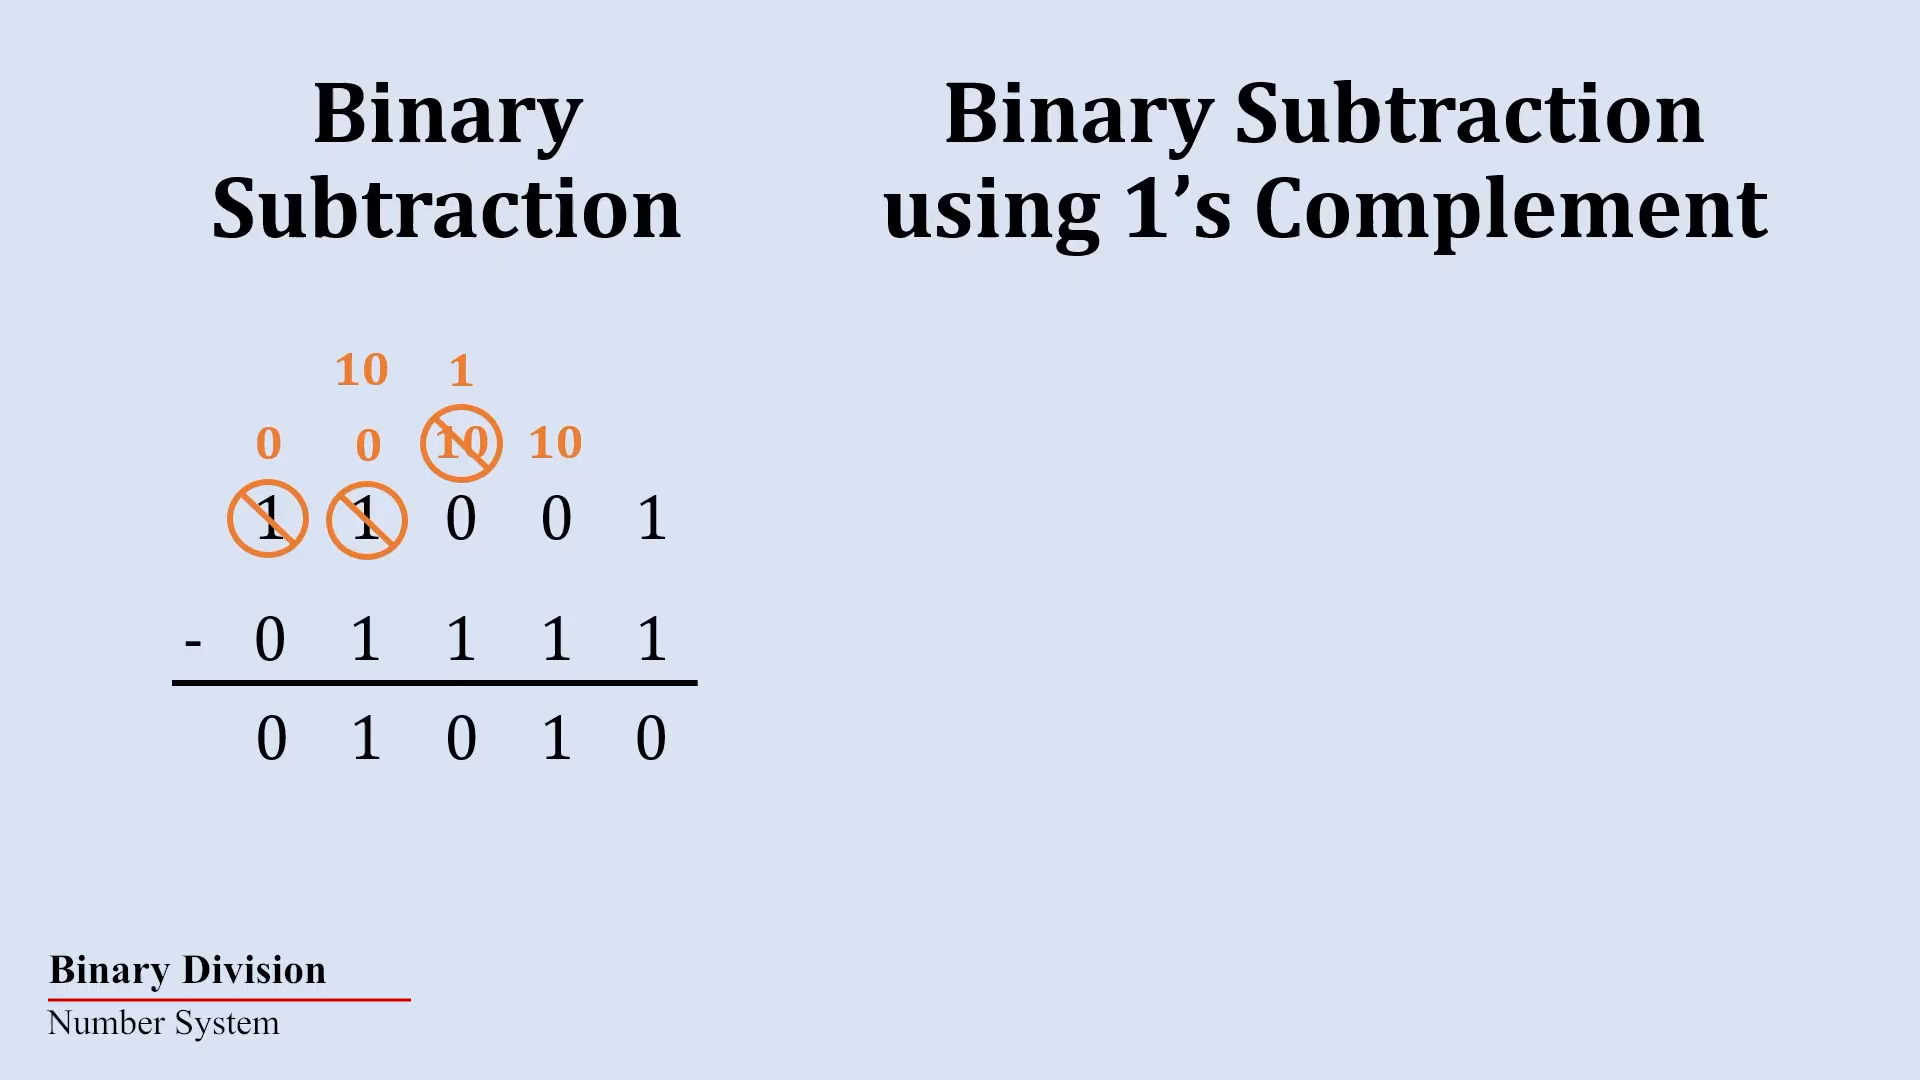 Binary
Subtraction
Binary Subtraction
using 1’s Complement
10 1
0 0 10 10
1 1 0 0 1
- 0 1 1 1 1
0 1 0 1 0
Binary Division
Number System